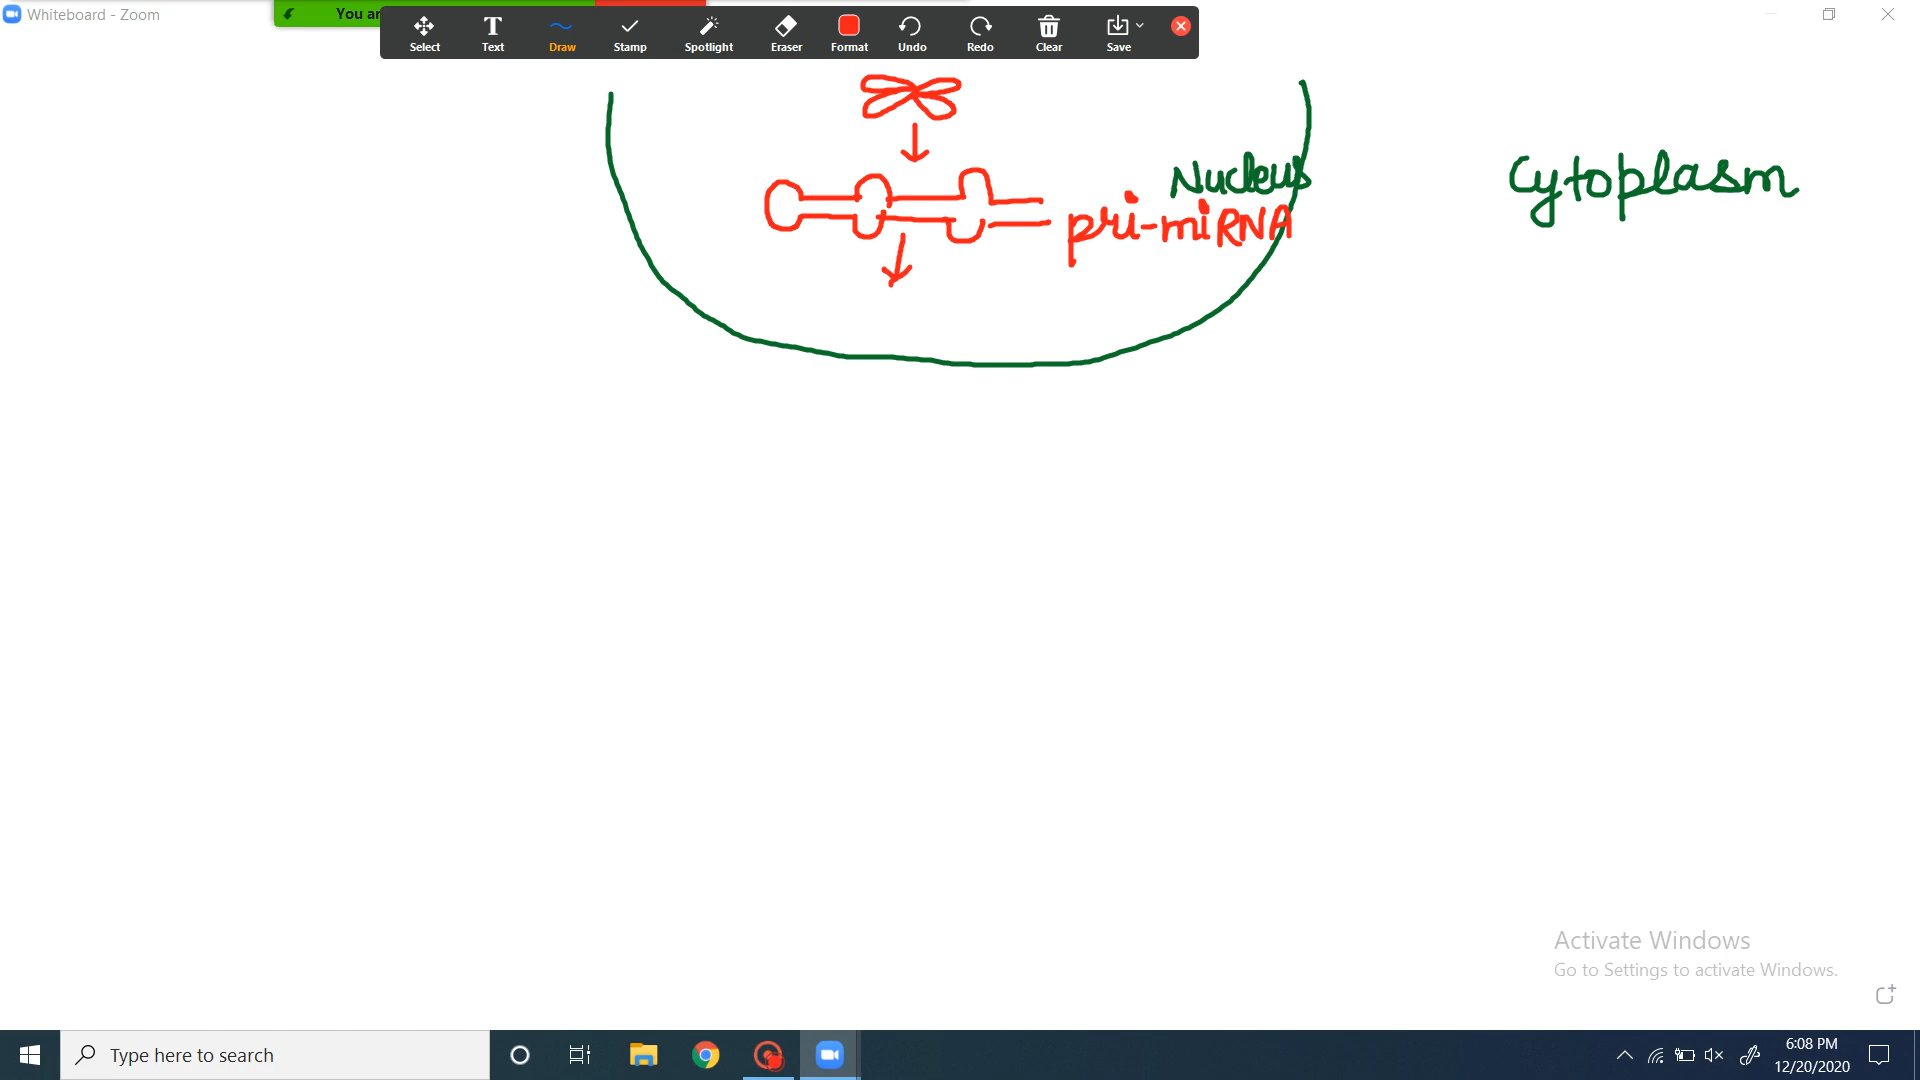 Whiteboard - Zoom
You
Select Text Draw Stamp Spotlight Eraser Format Undo Redo Clear Save
Nucleus
Cytoplasm
pri-miRNA
Activate Windows
Go to Settings to activate Windows.
Type here to search
6:08 PM
12/20/2020